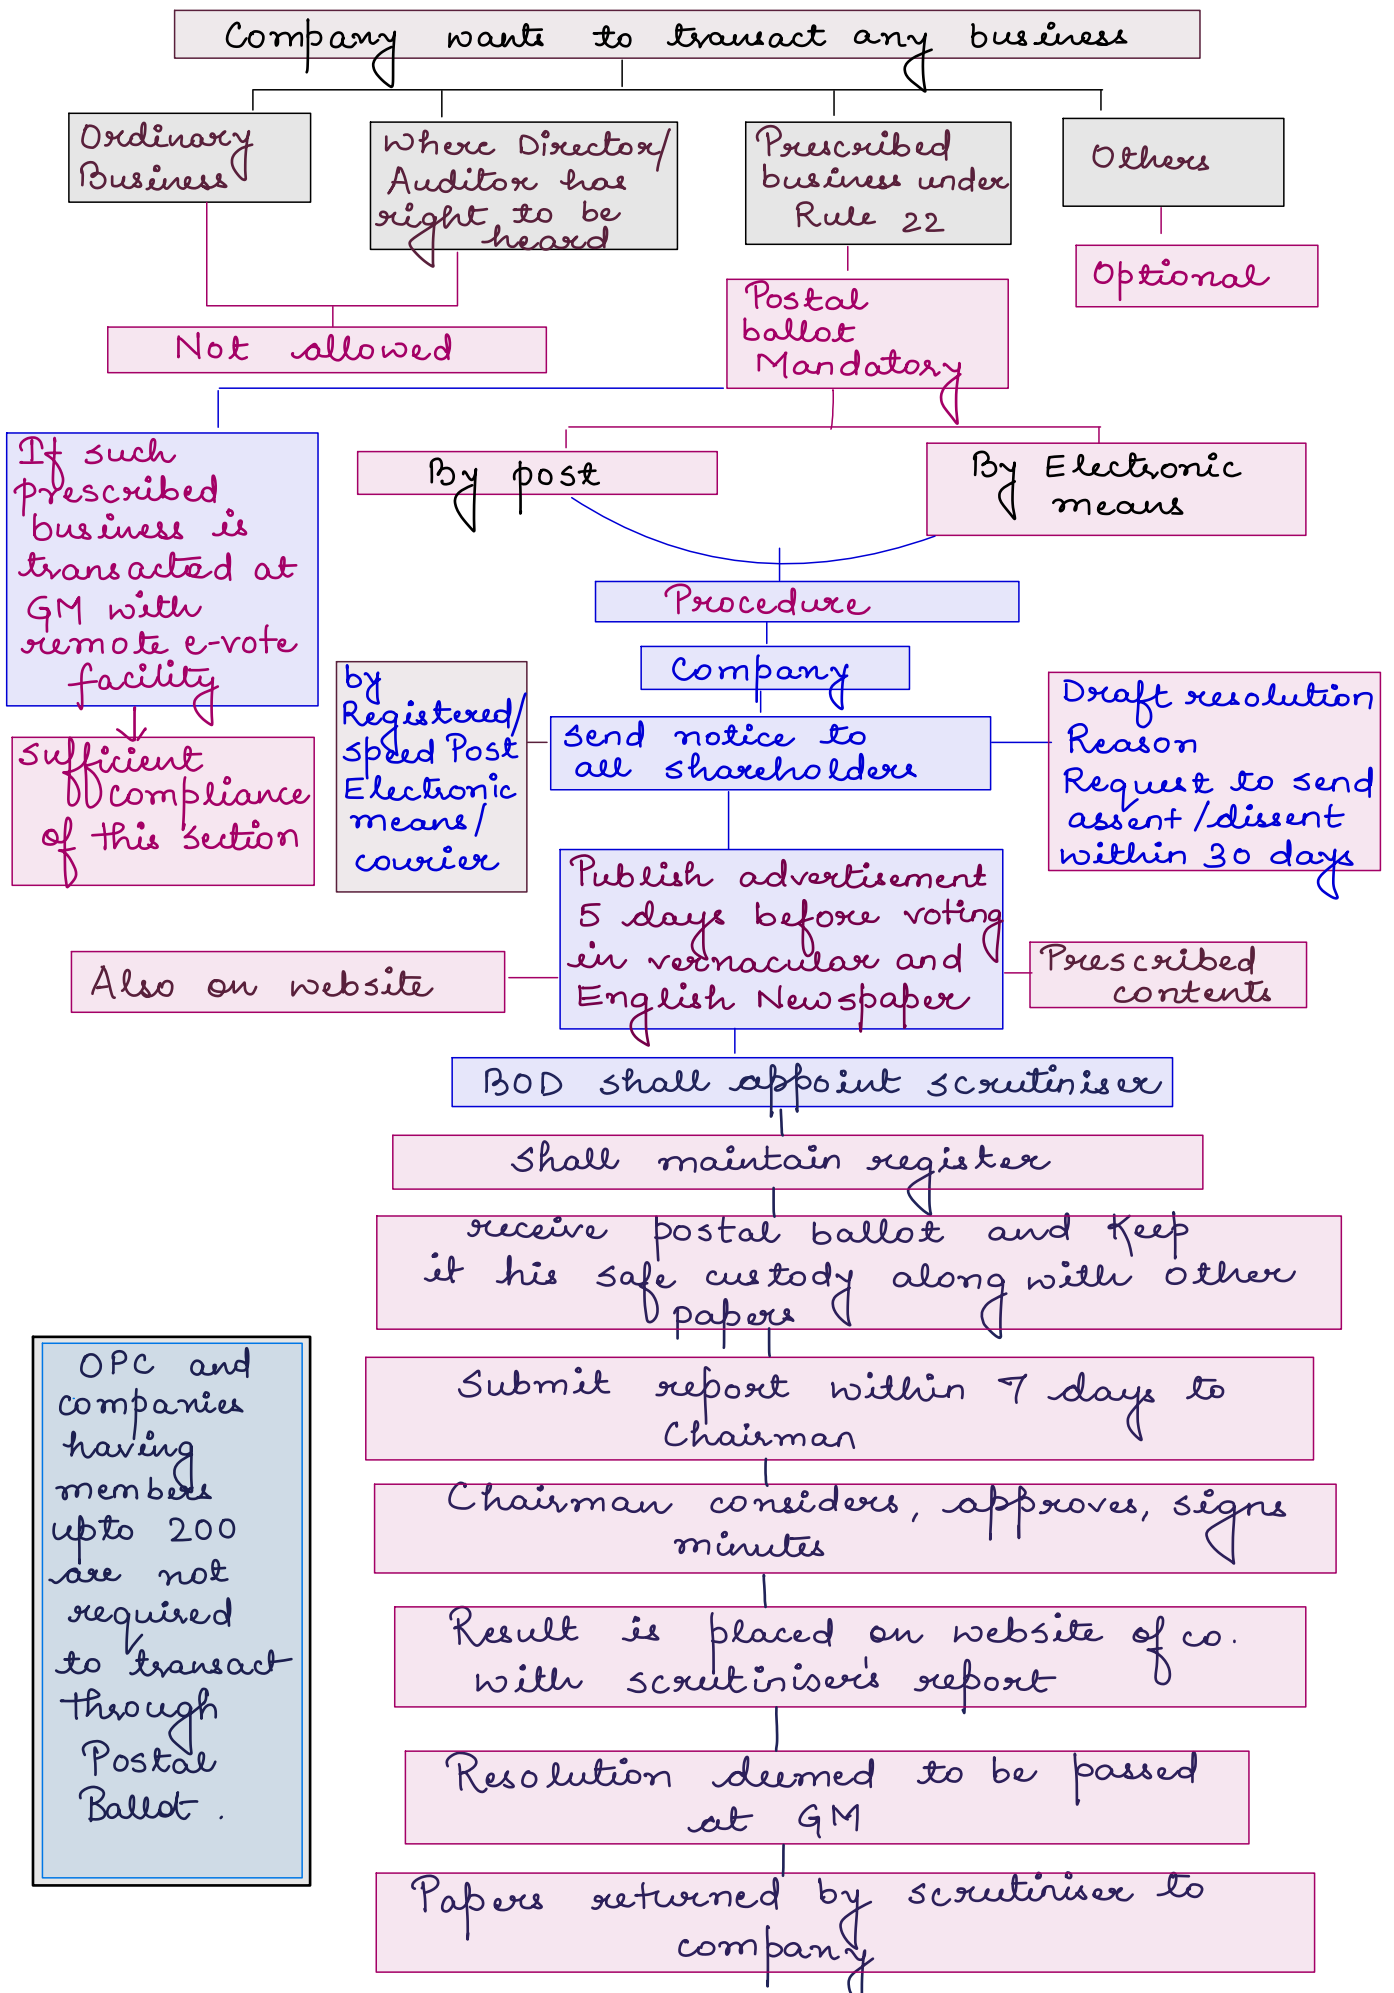 Company wants to transact any business
Ordinary
Business
where Director/
Auditor has
right to be
heard
Prescribed
business under
Rule 22
Others
Not allowed
Postal
ballot
Mandatory
Optional
If such
prescribed
business is
transacted at
GM with
remote e-vote
facility
sufficient
compliance
of this section
By post
By Electronic
means
Procedure
Company
send notice to
all shareholders
by
Registered/
speed Post
Electronic
means/
courier
Draft resolution
Reason
Request to send
assent/dissent
within 30 days
Publish advertisement
5 days before voting
in vernacular and
English Newspaper
Also on website
Prescribed
contents
BOD shall appoint scrutiniser
Shall maintain register
receive postal ballot and Keep
it his safe custody along with other
papers
Submit report within 7 days to
Chairman
Chairman considers, approves, signs
minutes
Result is placed on website of co.
with scrutiniser's report
Resolution deemed to be passed
at GM
Papers returned by scrutiniser to
company
OPC and
companies
having
members
upto 200
are not
required
to transact
through
Postal
Ballot.